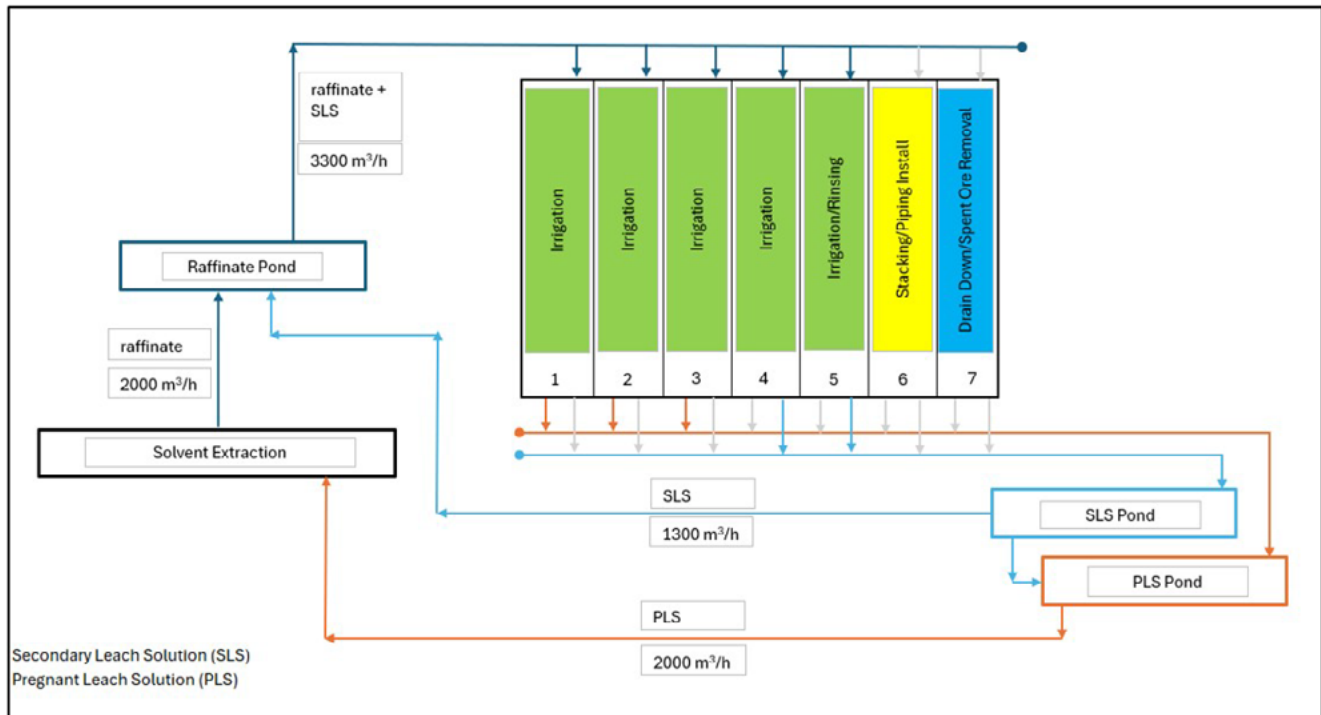 raffinate +
SLS
3300 m³/h
Irrigation
Irrigation
Irrigation
Irrigation
Irrigation/Rinsing
Stacking/Piping Install
Drain Down/Spent Ore Removal
Raffinate Pond
raffinate
2000 m³/h
1
2
3
4
5
6
7
Solvent Extraction
SLS
1300 m³/h
SLS Pond
PLS Pond
PLS
2000 m³/h
Secondary Leach Solution (SLS)
Pregnant Leach Solution (PLS)